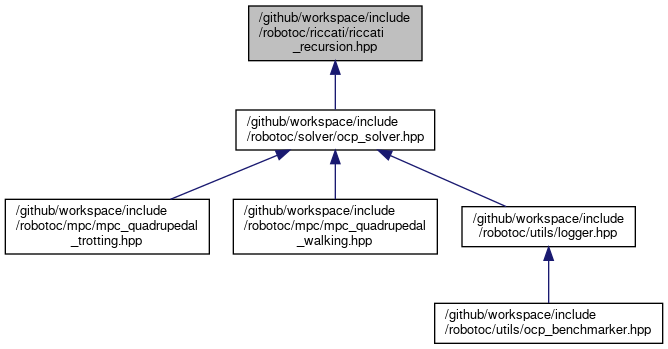 /github/workspace/include
/robotoc/riccati/riccati
_recursion.hpp
/github/workspace/include
/robotoc/solver/ocp_solver.hpp
/github/workspace/include
/robotoc/mpc/mpc_quadrupedal
_trotting.hpp
/github/workspace/include
/robotoc/mpc/mpc_quadrupedal
_walking.hpp
/github/workspace/include
/robotoc/utils/logger.hpp
/github/workspace/include
/robotoc/utils/ocp_benchmarker.hpp